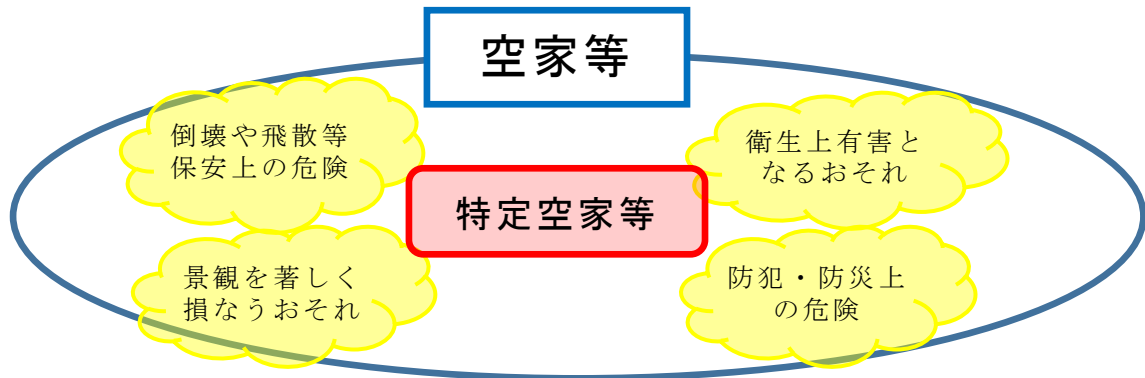 空家等
倒壊や飛散等
保安上の危険
衛生上有害と
なるおそれ
特定空家等
景観を著しく
損なうおそれ
防犯・防災上
の危険